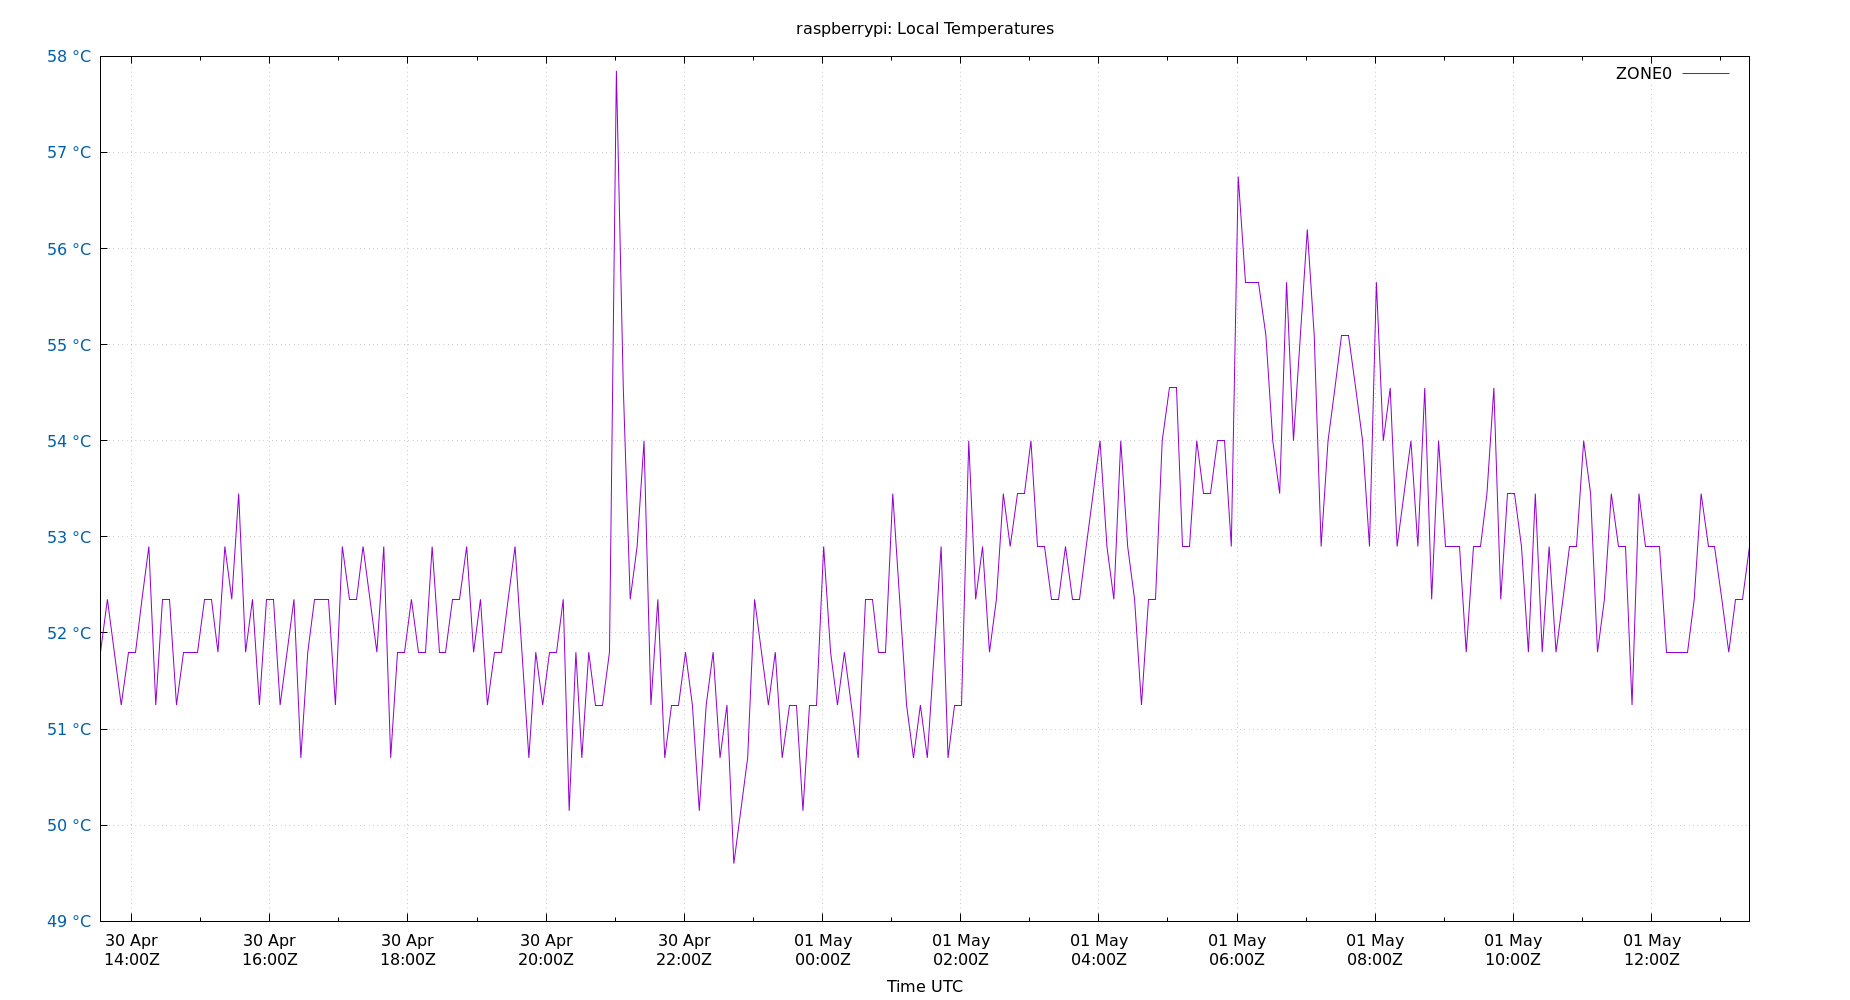 raspberrypi: Local Temperatures
ZONE0
58 °C
57 °C
56 °C
55 °C
54 °C
53 °C
52 °C
51 °C
50 °C
49 °C
30 Apr 30 Apr 30 Apr 30 Apr 30 Apr 01 May 01 May 01 May 01 May 01 May 01 May 01 May
14:00Z 16:00Z 18:00Z 20:00Z 22:00Z 00:00Z 02:00Z 04:00Z 06:00Z 08:00Z 10:00Z 12:00Z
Time UTC